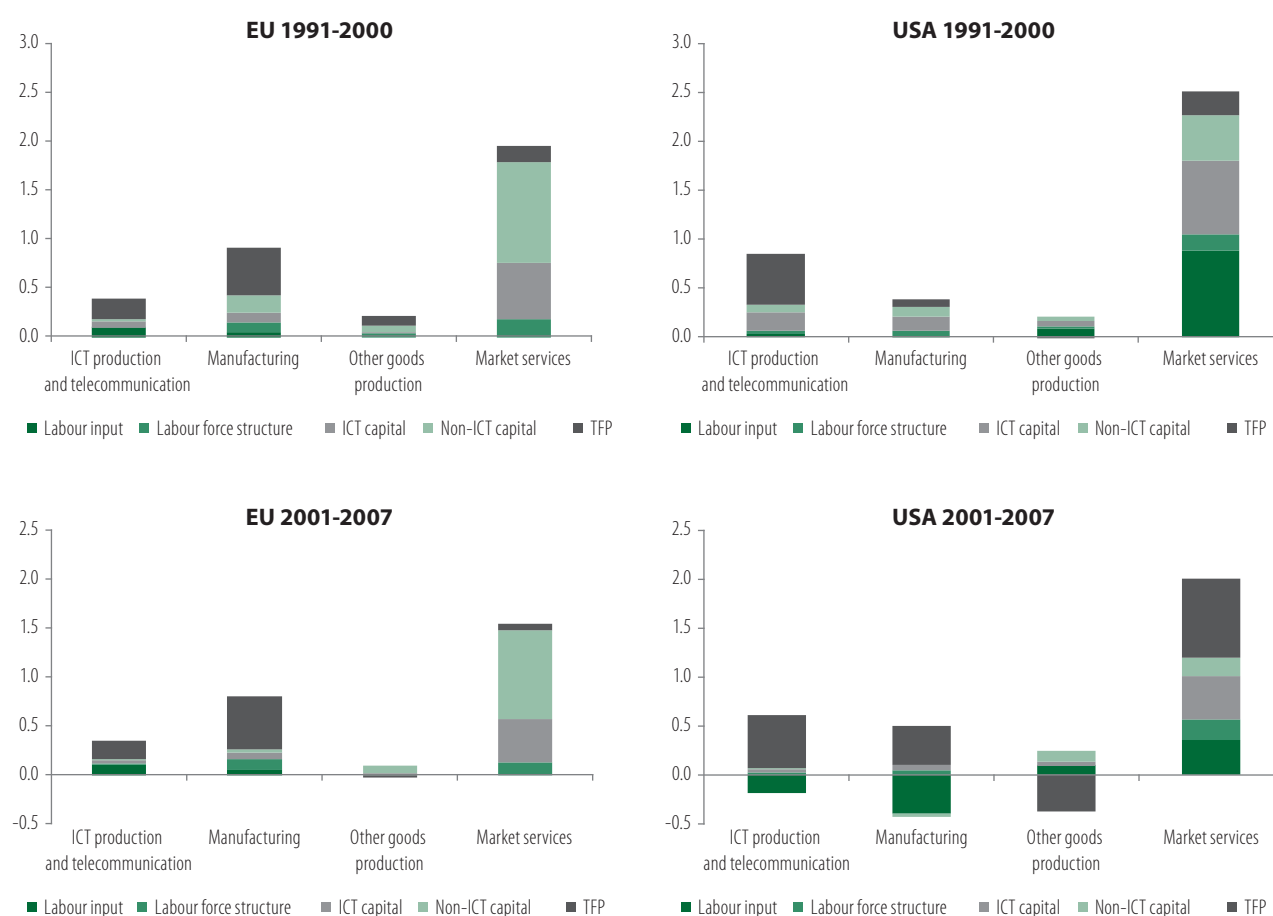 EU 1991-2000
3.0
2.5
2.0
1.5
1.0
0.5
0.0
ICT production
and telecommunication
Manufacturing
Other goods
production
Market services
Labour input Labour force structure ICT capital Non-ICT capital TFP
USA 1991-2000
3.0
2.5
2.0
1.5
1.0
0.5
0.0
ICT production
and telecommunication
Manufacturing
Other goods
production
Market services
Labour input Labour force structure ICT capital Non-ICT capital TFP
EU 2001-2007
2.5
2.0
1.5
1.0
0.5
0.0
-0.5
ICT production
and telecommunication
Manufacturing
Other goods
production
Market services
Labour input Labour force structure ICT capital Non-ICT capital TFP
USA 2001-2007
2.5
2.0
1.5
1.0
0.5
0.0
-0.5
ICT production
and telecommunication
Manufacturing
Other goods
production
Market services
Labour input Labour force structure ICT capital Non-ICT capital TFP